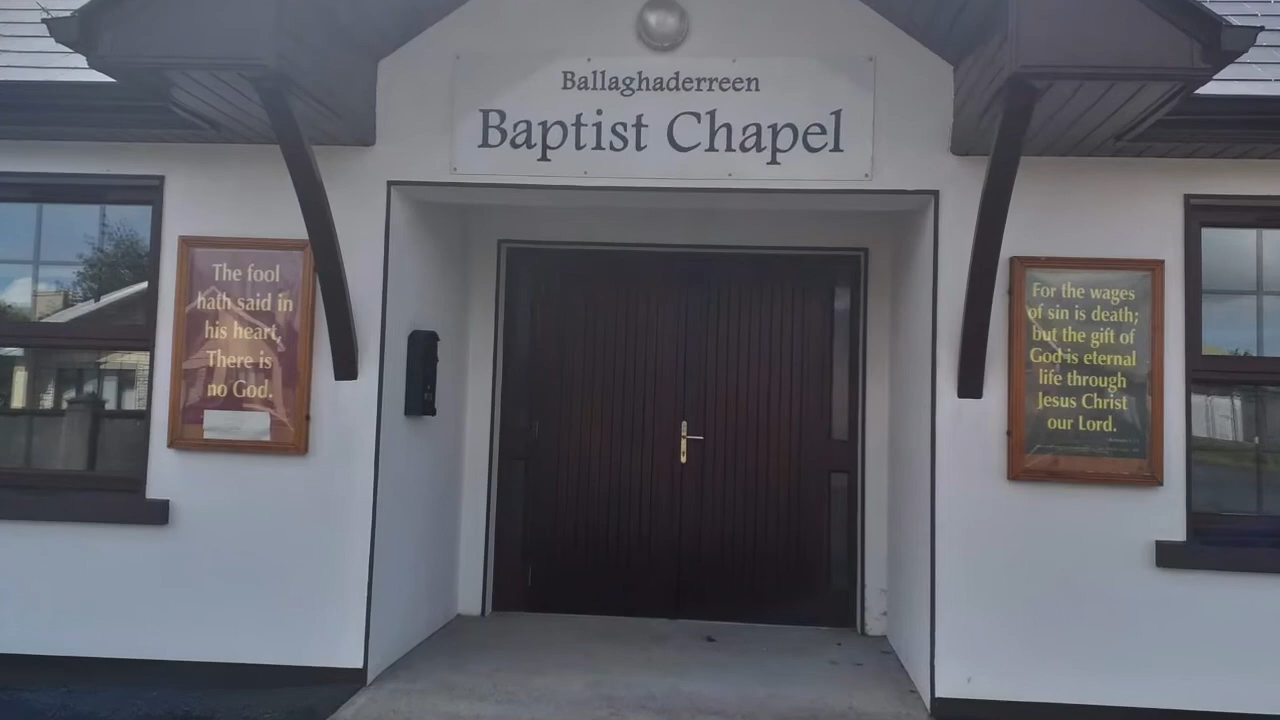 Ballaghaderreen
Baptist Chapel
The fool
hath said in
his heart,
There is
no God.
For the wages
of sin is death;
but the gift of
God is eternal
life through
Jesus Christ
our Lord.